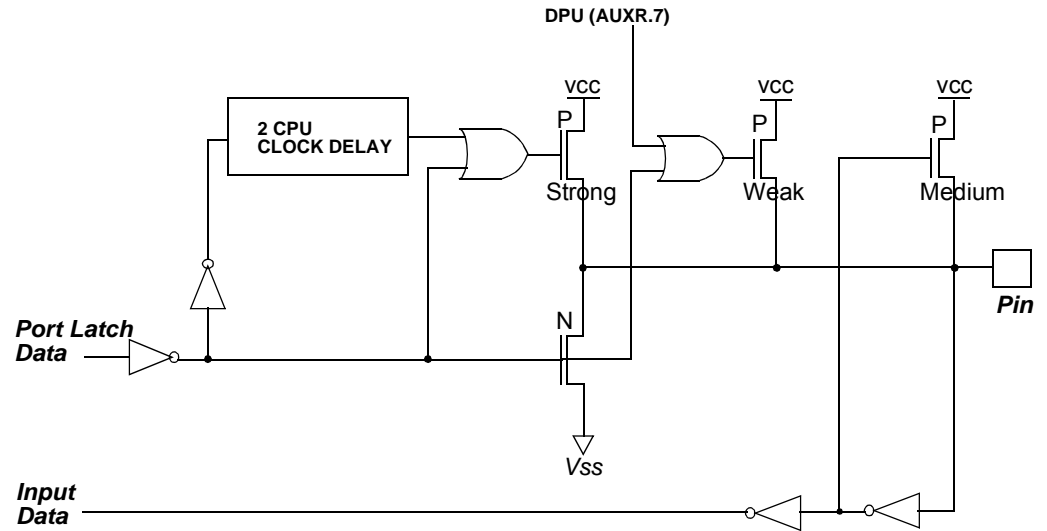 DPU (AUXR.7)
vcc
vcc
vcc
P
P
P
2 CPU
CLOCK DELAY
Strong
Weak
Medium
Pin
N
Port Latch
Data
Vss
Input
Data